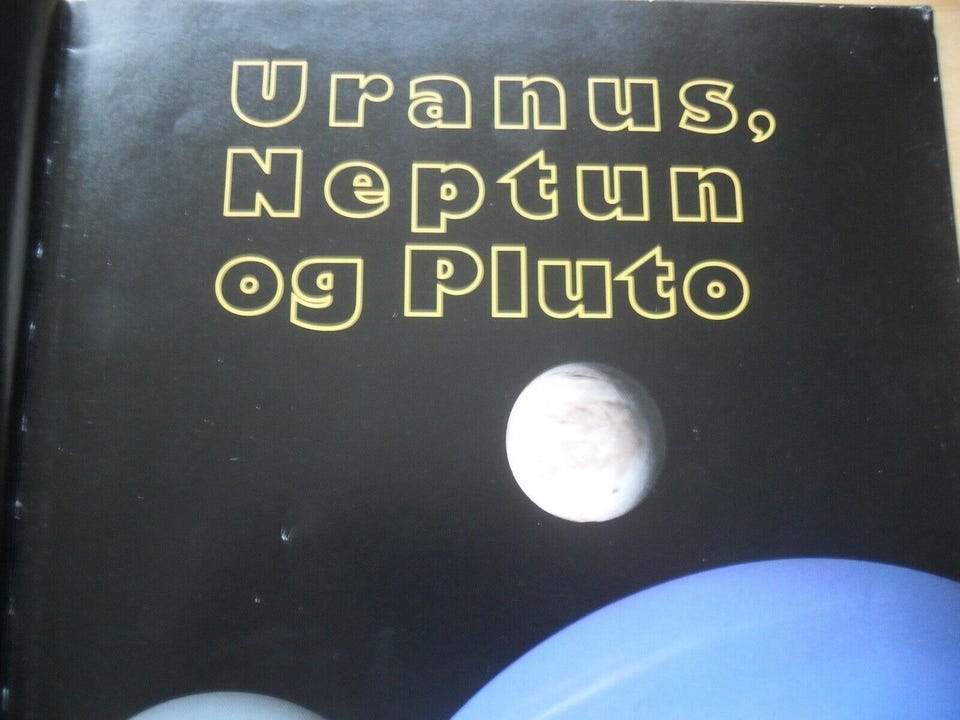 Uranus,
Neptun
og Pluto